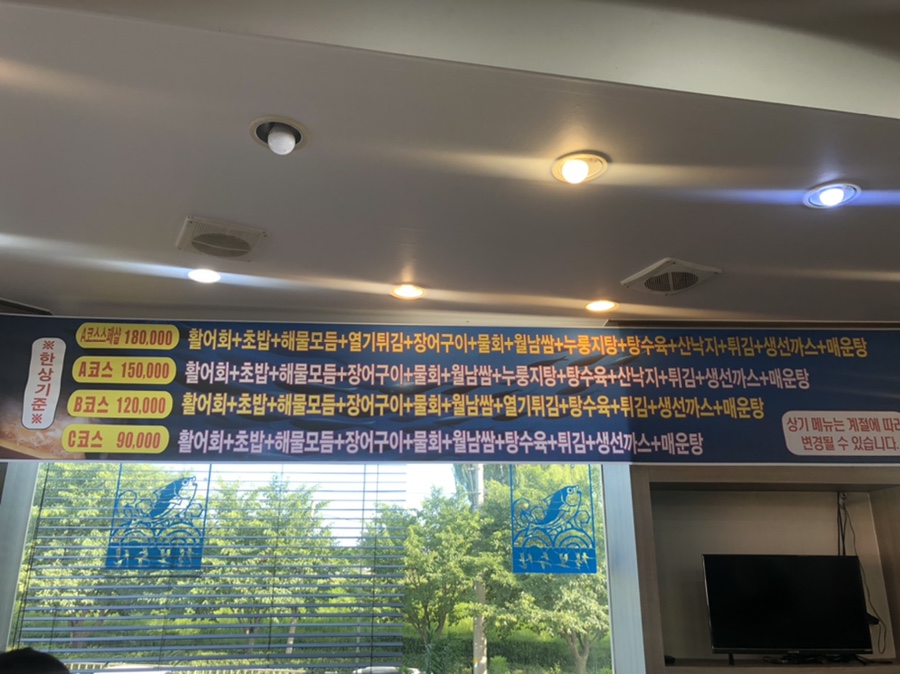 ※한상기준※
A코스스페셜 180,000 활어회+초밥+해물모듬+열기튀김+장어구이+물회+월남쌈+누룽지탕+탕수육+산낙지+튀김+생선까스+매운탕
A코스 150,000 활어회+초밥+해물모듬+장어구이+물회+월남쌈+누룽지탕+탕수육+산낙지+튀김+생선까스+매운탕
B코스 120,000 활어회+초밥+해물모듬+장어구이+물회+월남쌈+열기튀김+탕수육+튀김+생선까스+매운탕
C코스 90,000 활어회+초밥+해물모듬+장어구이+물회+월남쌈+탕수육+튀김+생선까스+매운탕
상기 메뉴는 계절에 따라
변경될 수 있습니다.